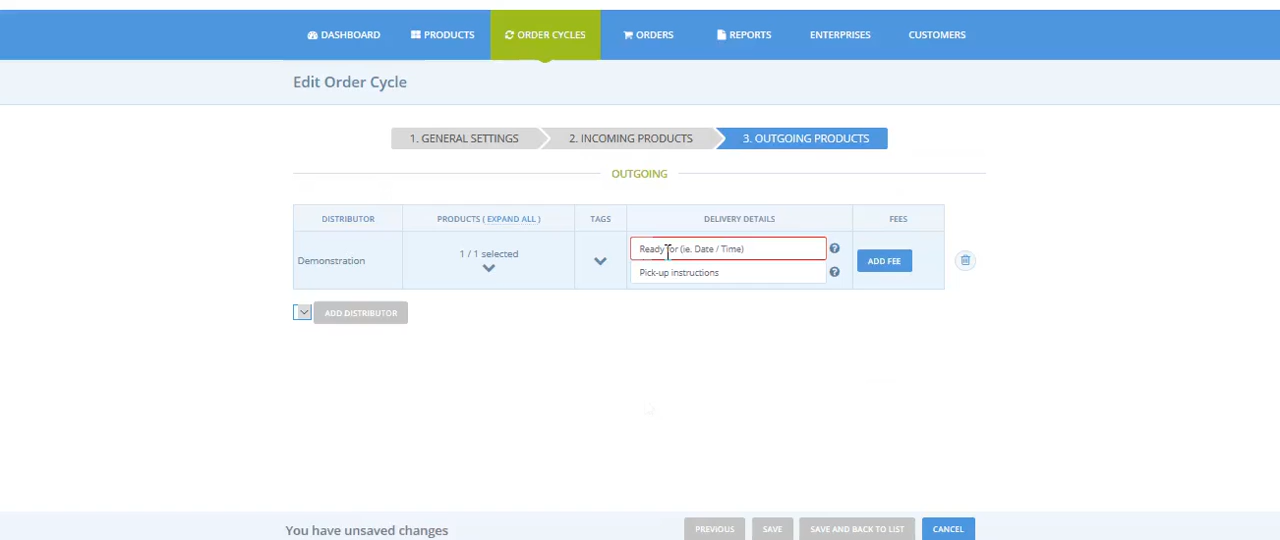 DASHBOARD PRODUCTS ORDER CYCLES ORDERS REPORTS ENTERPRISES CUSTOMERS
Edit Order Cycle
1. GENERAL SETTINGS 2. INCOMING PRODUCTS 3. OUTGOING PRODUCTS
OUTGOING
DISTRIBUTOR PRODUCTS ( EXPAND ALL ) TAGS DELIVERY DETAILS FEES
Demonstration 1 / 1 selected Ready for (ie. Date / Time) ADD FEE
Pick-up instructions
ADD DISTRIBUTOR
You have unsaved changes PREVIOUS SAVE SAVE AND BACK TO LIST CANCEL